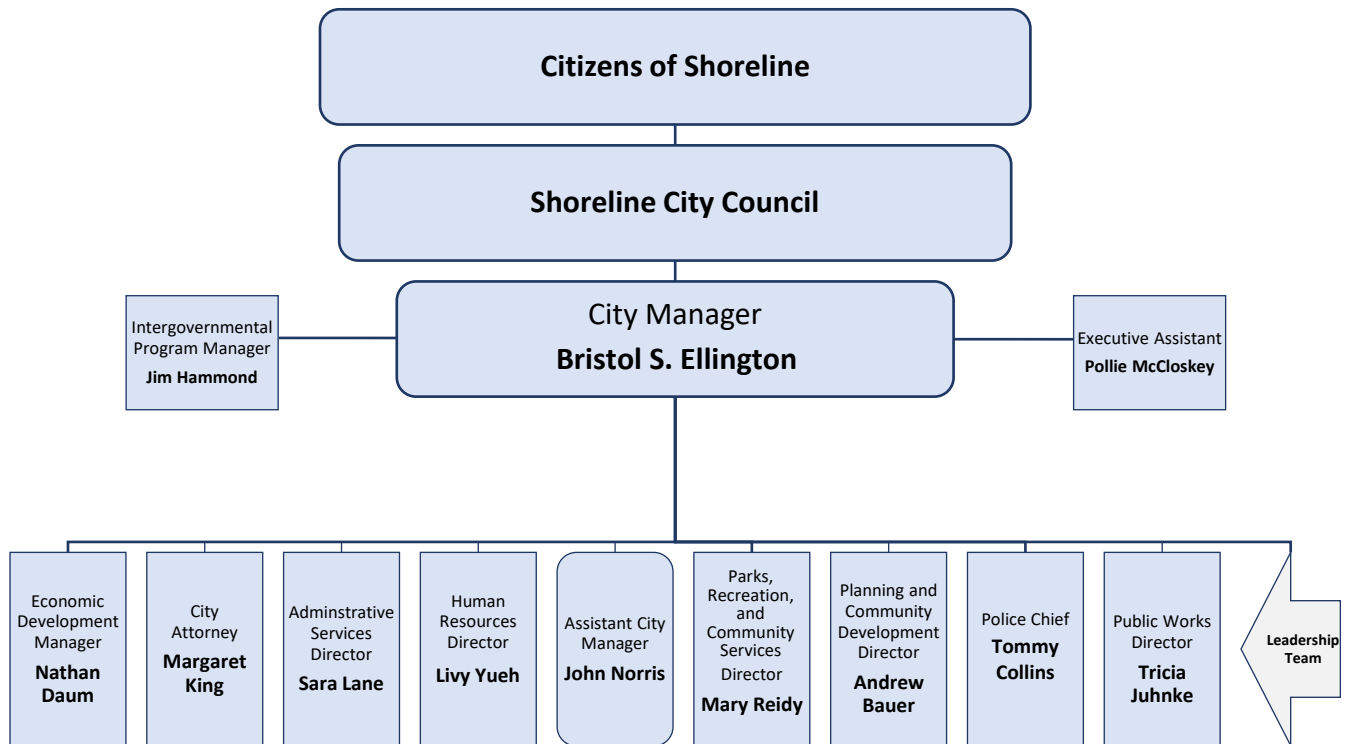 Citizens of Shoreline
Shoreline City Council
City Manager
Bristol S. Ellington
Intergovernmental
Program Manager
Jim Hammond
Executive Assistant
Pollie McCloskey
Economic
Development
Manager
Nathan
Daum
City
Attorney
Margaret
King
Adminstrative
Services
Director
Sara Lane
Human
Resources
Director
Livy Yueh
Assistant City
Manager
John Norris
Parks,
Recreation,
and
Community
Services
Director
Mary Reidy
Planning and
Community
Development
Director
Andrew
Bauer
Police Chief
Tommy
Collins
Public Works
Director
Tricia
Juhnke
Leadership
Team